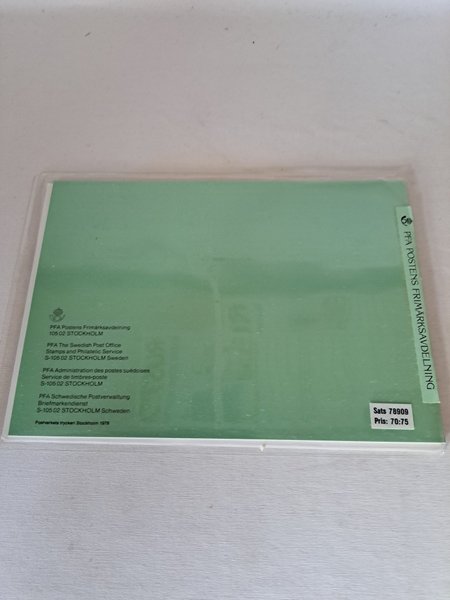 PFA Postens Frimärksavdelning
105 02 STOCKHOLM
PFA The Swedish Post Office
Stamps and Philatelic Service
S-105 02 STOCKHOLM Sweden
PFA Administration des postes suédoises
Service de timbres-poste
S-105 02 STOCKHOLM
PFA Schwedische Postverwaltung
Briefmarkendienst
S-105 02 STOCKHOLM Schweden
Postverkets tryckeri Stockholm 1978
PFA POSTENS FRIMÄRKSAVDELNING
Sats 78909
Pris: 70:75